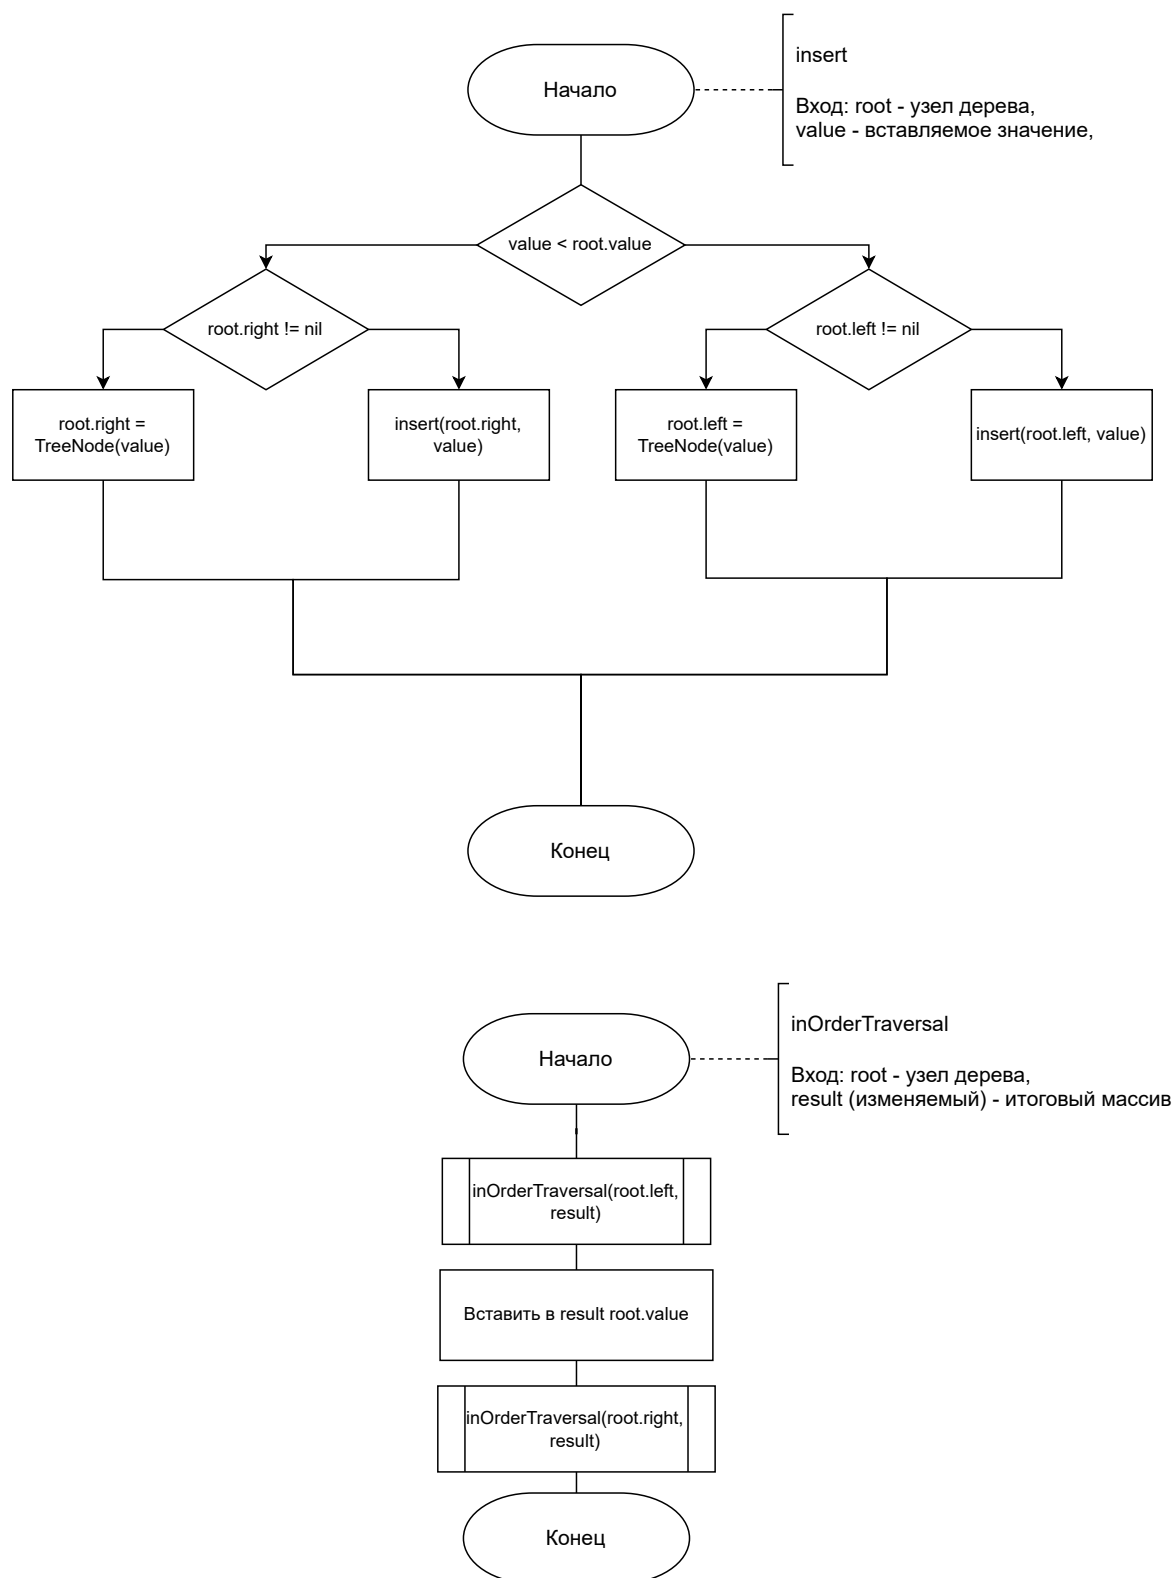 Начало
insert
Вход: root - узел дерева,
value - вставляемое значение,
value < root.value
root.right != nil
root.left != nil
root.right =
TreeNode(value)
insert(root.right,
value)
root.left =
TreeNode(value)
insert(root.left, value)
Конец
Начало
inOrderTraversal
Вход: root - узел дерева,
result (изменяемый) - итоговый массив
inOrderTraversal(root.left,
result)
Вставить в result root.value
inOrderTraversal(root.right,
result)
Конец